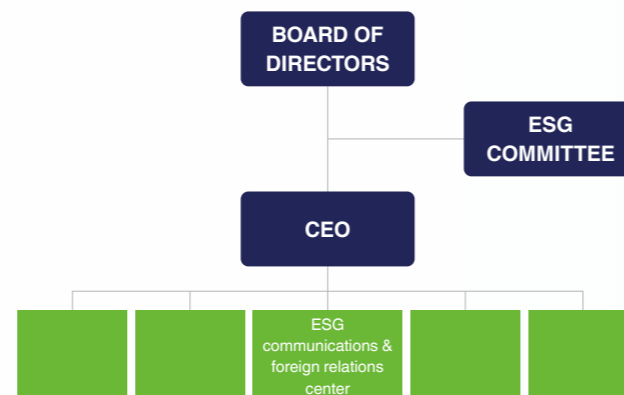 BOARD OF
DIRECTORS
ESG
COMMITTEE
CEO
ESG
communications &
foreign relations
center